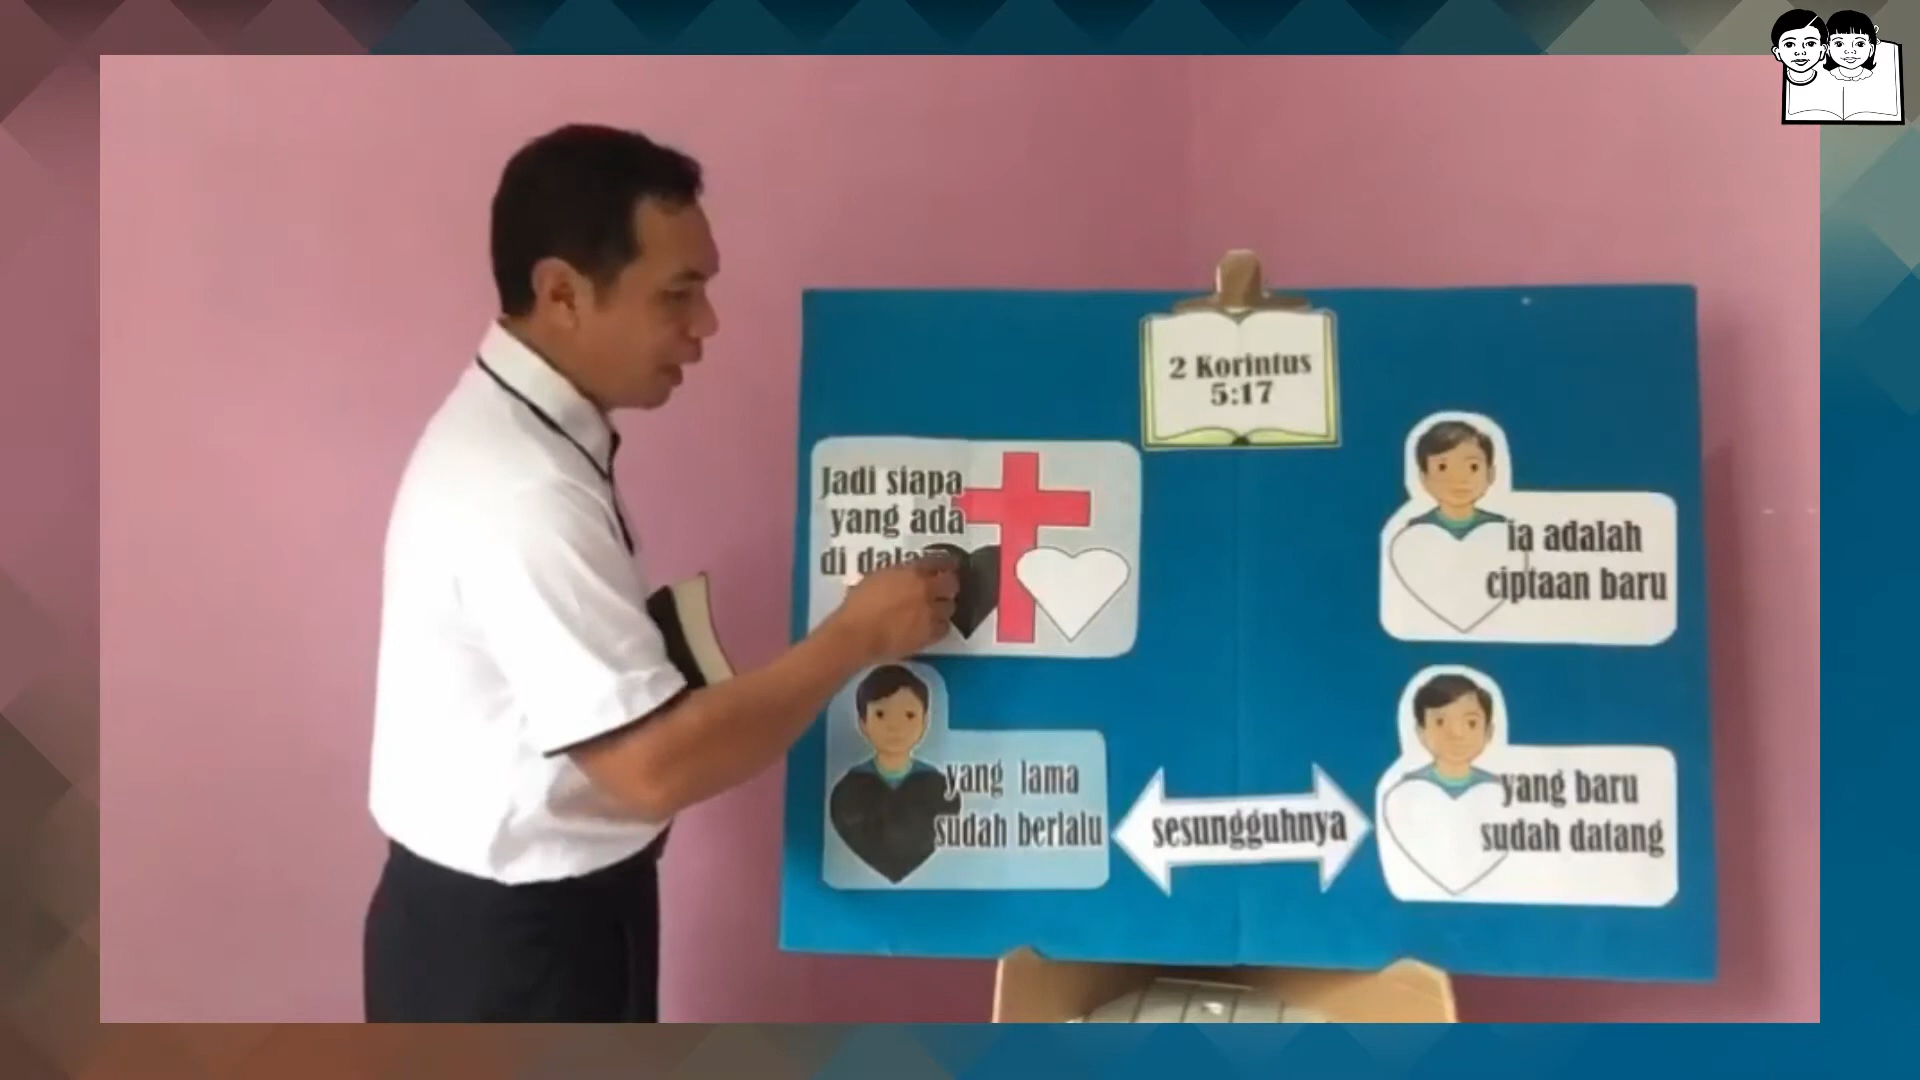 2 Korintus
5:17
Jadi siapa
yang ada
di
ia adalah
ciptaan baru
yang lama
sudah berlalu
sesungguhnya
yang baru
sudah datang